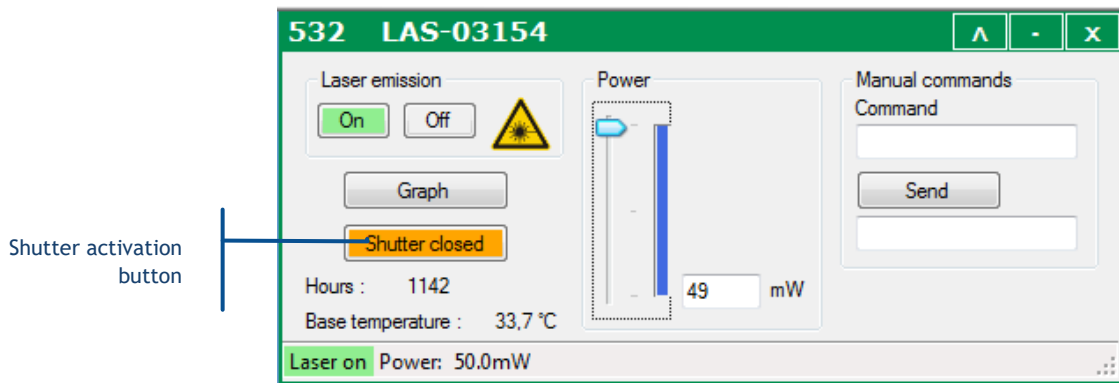 532 LAS-03154
Λ - X
Laser emission
On Off
Graph
Shutter closed
Shutter activation
button
Hours : 1142
Base temperature : 33,7 °C
Power
49 mW
Manual commands
Command
Send
Laser on Power: 50.0mW